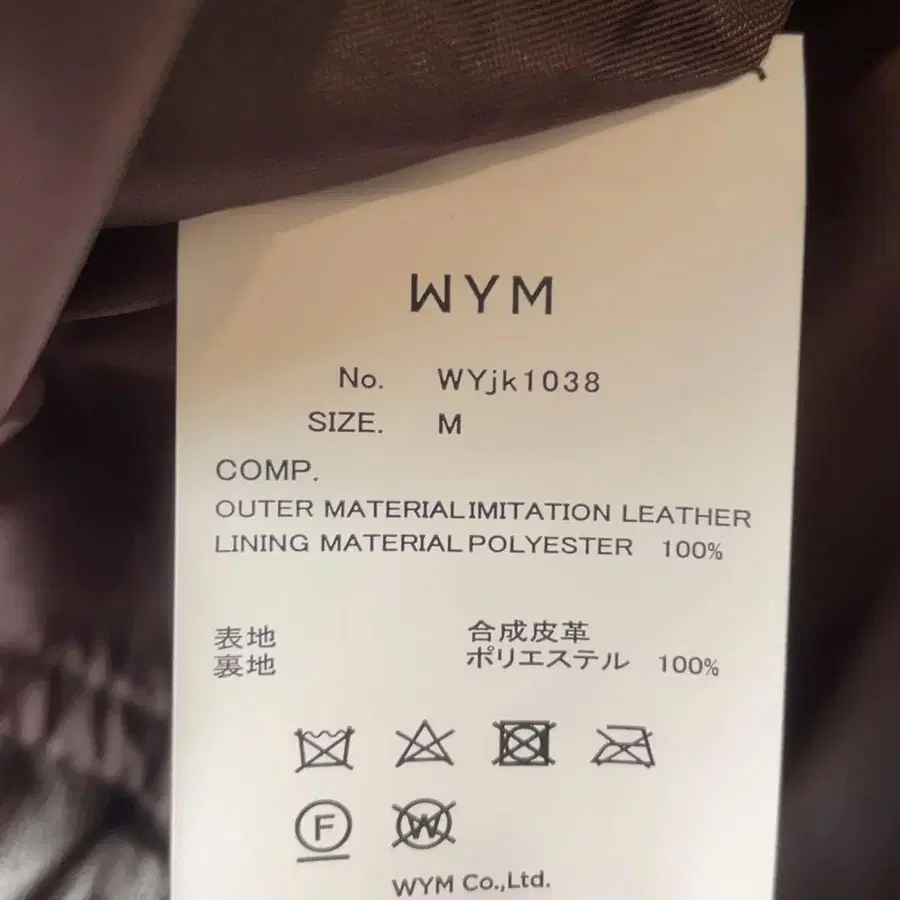 WYM
No. WYjk1038
SIZE. M
COMP.
OUTER MATERIALIMITATION LEATHER
LINING MATERIAL POLYESTER 100%
表地 合成皮革
裏地 ポリエステル 100%
F W
WYM Co.,Ltd.